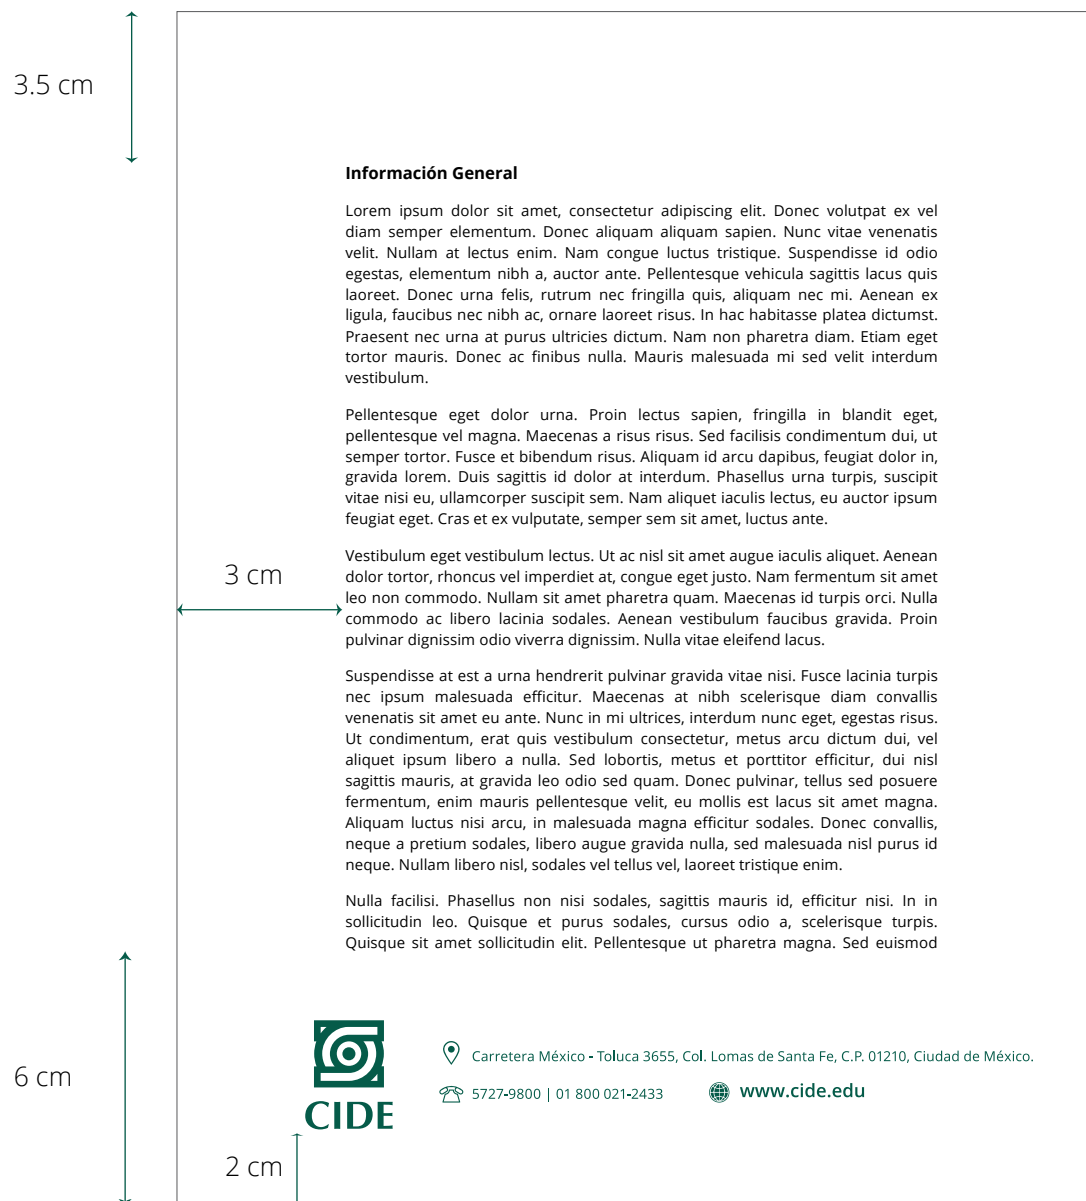 3.5 cm
Información General
Lorem ipsum dolor sit amet, consectetur adipiscing elit. Donec volutpat ex vel
diam semper elementum. Donec aliquam aliquam sapien. Nunc vitae venenatis
velit. Nullam at lectus enim. Nam congue luctus tristique. Suspendisse id odio
egestas, elementum nibh a, auctor ante. Pellentesque vehicula sagittis lacus quis
laoreet. Donec urna felis, rutrum nec fringilla quis, aliquam nec mi. Aenean ex
ligula, faucibus nec nibh ac, ornare laoreet risus. In hac habitasse platea dictumst.
Praesent nec urna at purus ultricies dictum. Nam non pharetra diam. Etiam eget
tortor mauris. Donec ac finibus nulla. Mauris malesuada mi sed velit interdum
vestibulum.
Pellentesque eget dolor urna. Proin lectus sapien, fringilla in blandit eget,
pellentesque vel magna. Maecenas a risus risus. Sed facilisis condimentum dui, ut
semper tortor. Fusce et bibendum risus. Aliquam id arcu dapibus, feugiat dolor in,
gravida lorem. Duis sagittis id dolor at interdum. Phasellus urna turpis, suscipit
vitae nisi eu, ullamcorper suscipit sem. Nam aliquet iaculis lectus, eu auctor ipsum
feugiat eget. Cras et ex vulputate, semper sem sit amet, luctus ante.
Vestibulum eget vestibulum lectus. Ut ac nisl sit amet augue iaculis aliquet. Aenean
dolor tortor, rhoncus vel imperdiet at, congue eget justo. Nam fermentum sit amet
leo non commodo. Nullam sit amet pharetra quam. Maecenas id turpis orci. Nulla
commodo ac libero lacinia sodales. Aenean vestibulum faucibus gravida. Proin
pulvinar dignissim odio viverra dignissim. Nulla vitae eleifend lacus.
3 cm
Suspendisse at est a urna hendrerit pulvinar gravida vitae nisi. Fusce lacinia turpis
nec ipsum malesuada efficitur. Maecenas at nibh scelerisque diam convallis
venenatis sit amet eu ante. Nunc in mi ultrices, interdum nunc eget, egestas risus.
Ut condimentum, erat quis vestibulum consectetur, metus arcu dictum dui, vel
aliquet ipsum libero a nulla. Sed lobortis, metus et porttitor efficitur, dui nisl
sagittis mauris, at gravida leo odio sed quam. Donec pulvinar, tellus sed posuere
fermentum, enim mauris pellentesque velit, eu mollis est lacus sit amet magna.
Aliquam luctus nisi arcu, in malesuada magna efficitur sodales. Donec convallis,
neque a pretium sodales, libero augue gravida nulla, sed malesuada nisl purus id
neque. Nullam libero nisl, sodales vel tellus vel, laoreet tristique enim.
Nulla facilisi. Phasellus non nisi sodales, sagittis mauris id, efficitur nisi. In in
sollicitudin leo. Quisque et purus sodales, cursus odio a, scelerisque turpis.
Quisque sit amet sollicitudin elit. Pellentesque ut pharetra magna. Sed euismod
6 cm
CIDE
Carretera México - Toluca 3655, Col. Lomas de Santa Fe, C.P. 01210, Ciudad de México.
5727-9800 | 01 800 021-2433
www.cide.edu
2 cm